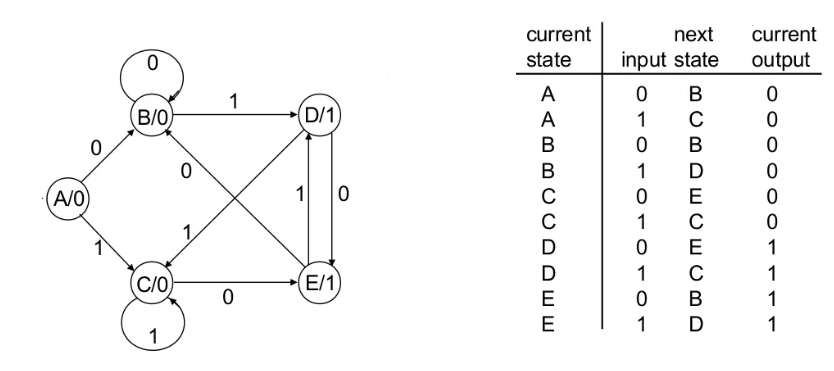 0
B/0
1
D/1
0
0
A/0
1
0
1
1
C/0
0
E/1
1
current next current
state input state output
A 0 B 0
A 1 C 0
B 0 B 0
B 1 D 0
C 0 E 0
C 1 C 0
D 0 E 1
D 1 C 1
E 0 B 1
E 1 D 1